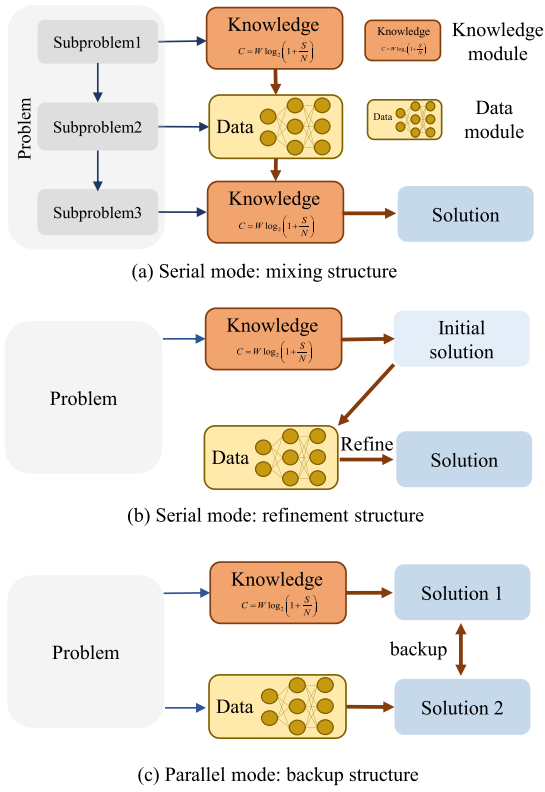 Problem
Subproblem1
Knowledge
C = W log₂(1+S/N)
Knowledge
C = W log₂(1+S/N)
Knowledge
module
Subproblem2
Data
Data
Data
module
Subproblem3
Knowledge
C = W log₂(1+S/N)
Solution
(a) Serial mode: mixing structure
Problem
Knowledge
C = W log₂(1+S/N)
Initial
solution
Data
Refine
Solution
(b) Serial mode: refinement structure
Problem
Knowledge
C = W log₂(1+S/N)
Solution 1
backup
Data
Solution 2
(c) Parallel mode: backup structure